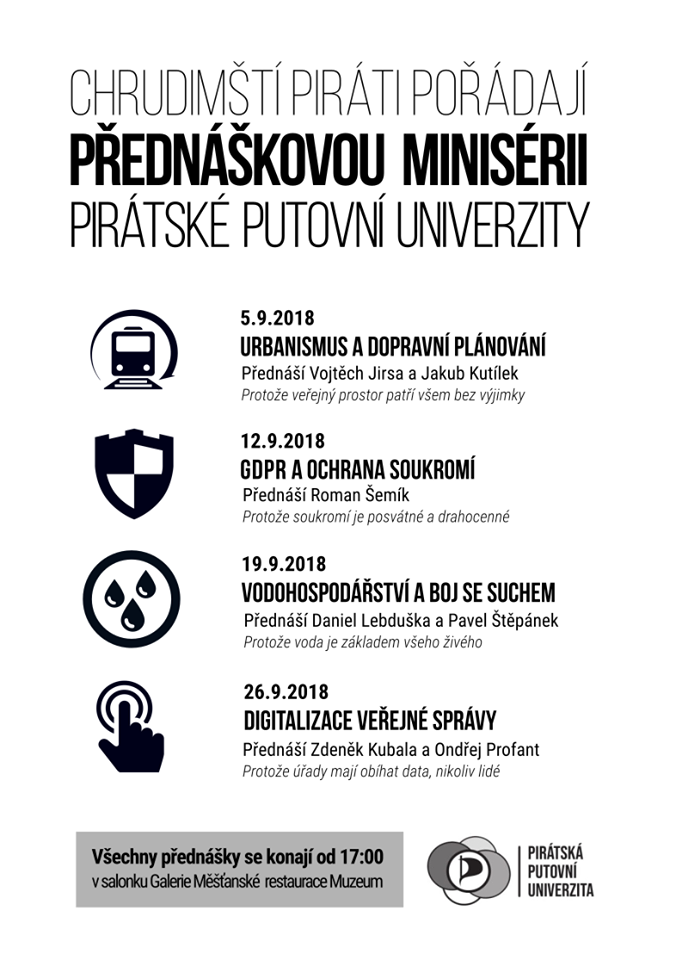 CHRUDIMŠTÍ PIRÁTI POŘÁDAJÍ
PŘEDNÁŠKOVOU MINISÉRII
PIRÁTSKÉ PUTOVNÍ UNIVERZITY
5.9.2018
URBANISMUS A DOPRAVNÍ PLÁNOVÁNÍ
Přednáší Vojtěch Jirsa a Jakub Kutílek
Protože veřejný prostor patří všem bez výjimky
12.9.2018
GDPR A OCHRANA SOUKROMÍ
Přednáší Roman Šemík
Protože soukromí je posvátné a drahocenné
19.9.2018
VODOHOSPODÁŘSTVÍ A BOJ SE SUCHEM
Přednáší Daniel Lebduška a Pavel Štěpánek
Protože voda je základem všeho živého
26.9.2018
DIGITALIZACE VEŘEJNÉ SPRÁVY
Přednáší Zdeněk Kubala a Ondřej Profant
Protože úřady mají obíhat data, nikoliv lidé
Všechny přednášky se konají od 17:00
v salonku Galerie Měšťanské restaurace Muzeum
PIRÁTSKÁ
PUTOVNÍ
UNIVERZITA